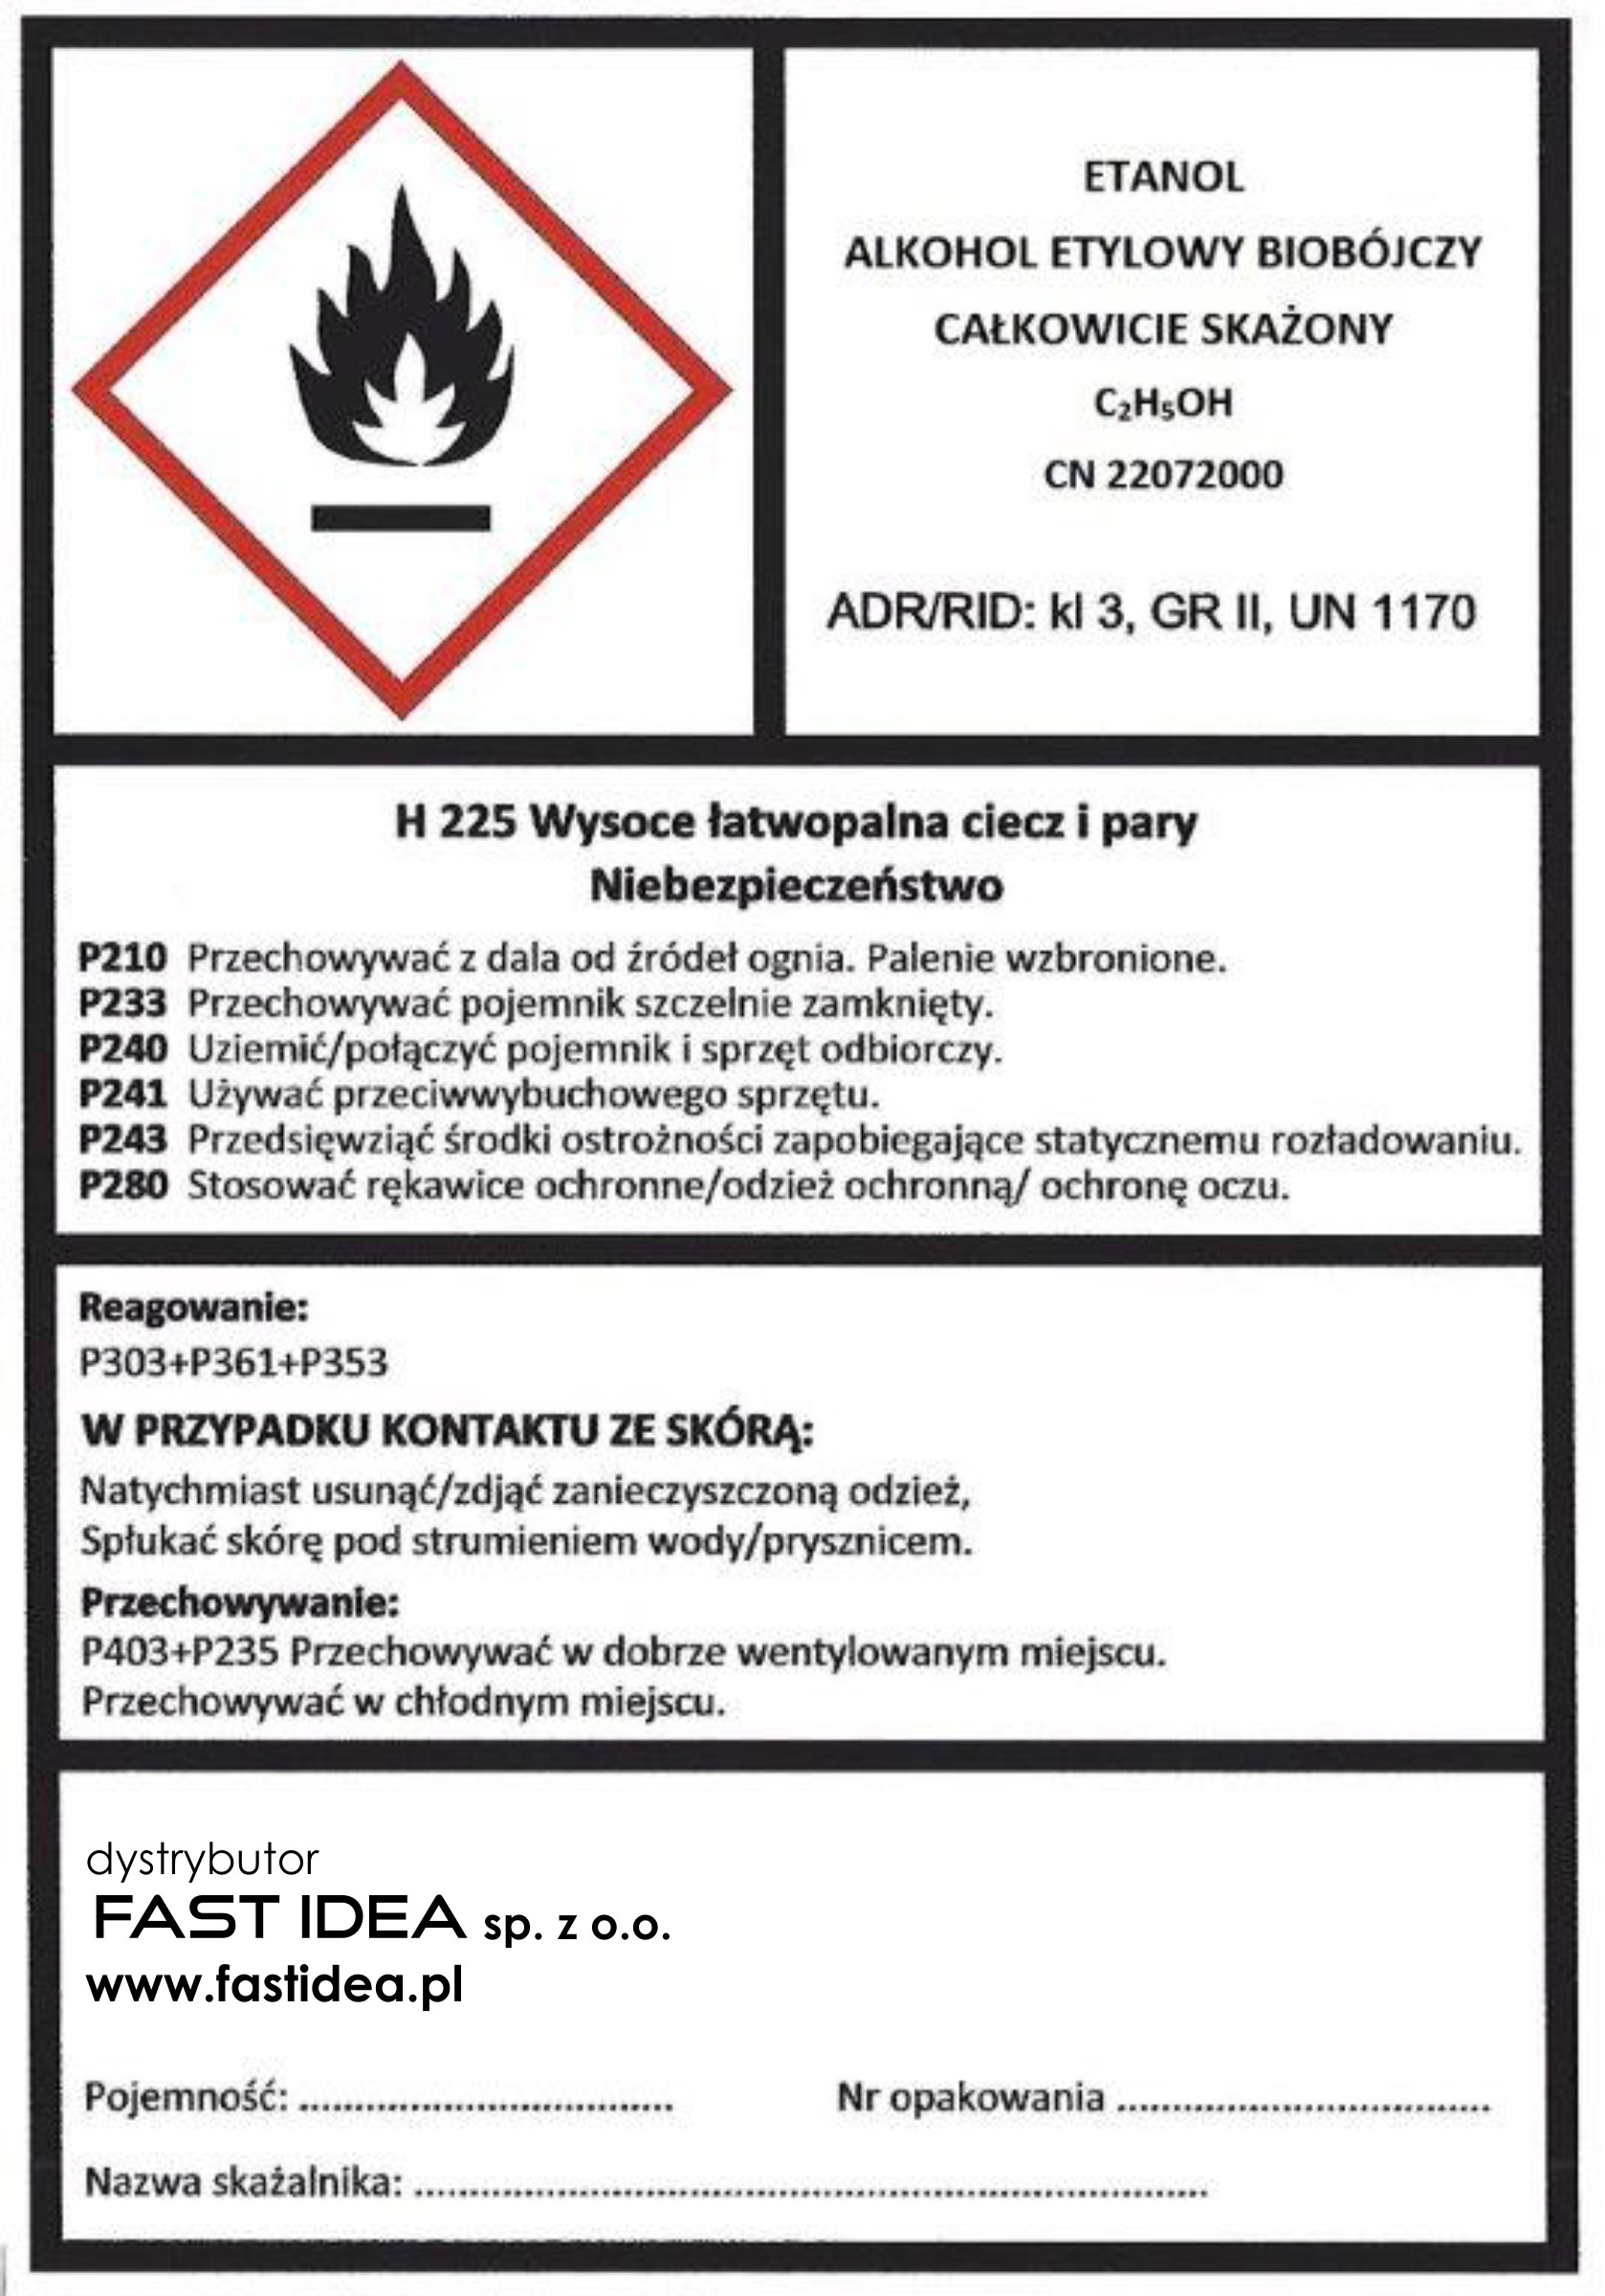 ETANOL
ALKOHOL ETYLOWY BIOBÓJCZY
CAŁKOWICIE SKAŻONY
C₂H₅OH
CN 22072000
ADR/RID: kl 3, GR II, UN 1170
H 225 Wysoce łatwopalna ciecz i pary
Niebezpieczeństwo
P210 Przechowywać z dala od źródeł ognia. Palenie wzbronione.
P233 Przechowywać pojemnik szczelnie zamknięty.
P240 Uziemić/połączyć pojemnik i sprzęt odbiorczy.
P241 Używać przeciwwybuchowego sprzętu.
P243 Przedsięwziąć środki ostrożności zapobiegające statycznemu rozładowaniu.
P280 Stosować rękawice ochronne/odzież ochronną/ ochronę oczu.
Reagowanie:
P303+P361+P353
W PRZYPADKU KONTAKTU ZE SKÓRĄ:
Natychmiast usunąć/zdjąć zanieczyszczoną odzież,
Spłukać skórę pod strumieniem wody/prysznicem.
Przechowywanie:
P403+P235 Przechowywać w dobrze wentylowanym miejscu.
Przechowywać w chłodnym miejscu.
dystrybutor
FAST IDEA sp. z o.o.
www.fastidea.pl
Pojemność: .................................. Nr opakowania ..................................
Nazwa skażalnika: ........................................................................